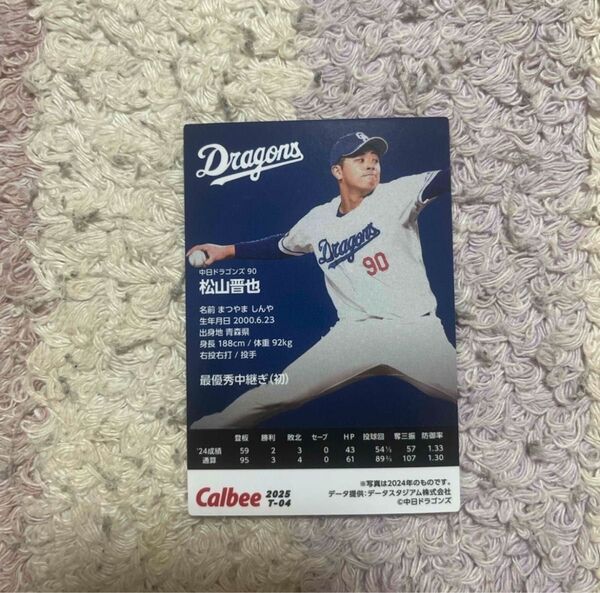 Dragons
Dragons
90
中日ドラゴンズ 90
松山晋也
名前 まつやま しんや
生年月日 2000.6.23
出身地 青森県
身長 188cm / 体重 92kg
右投右打 / 投手
最優秀中継ぎ(初)
登板 勝利 敗北 セーブ HP 投球回 奪三振 防御率
'24成績 59 2 3 0 43 54⅓ 57 1.33
通算 95 3 4 0 61 89⅔ 107 1.30
Calbee 2025
T-04
※写真は2024年のものです。
データ提供:データスタジアム株式会社
©中日ドラゴンズ